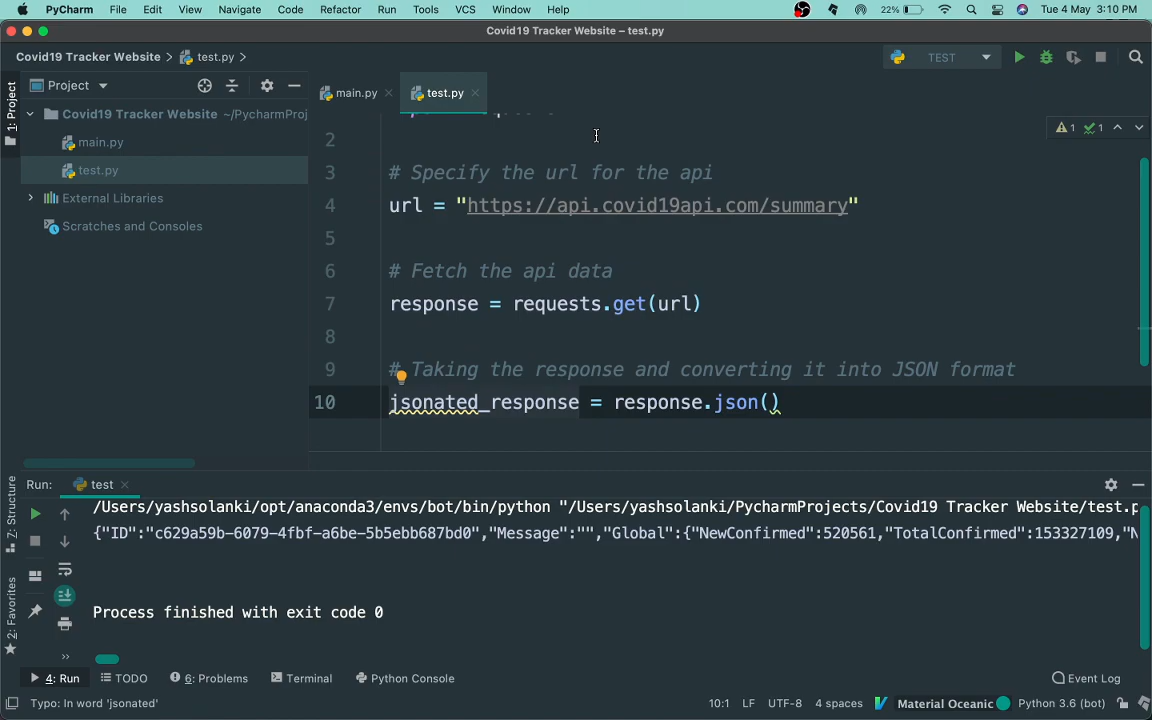 PyCharm File Edit View Navigate Code Refactor Run Tools VCS Window Help 22% Tue 4 May 3:10 PM
Covid19 Tracker Website – test.py
Covid19 Tracker Website test.py TEST
1: Project
Project
main.py test.py
Covid19 Tracker Website ~/PycharmProj
main.py
test.py
External Libraries
Scratches and Consoles
1 1
2
3 # Specify the url for the api
4 url = "https://api.covid19api.com/summary"
5
6 # Fetch the api data
7 response = requests.get(url)
8
9 # Taking the response and converting it into JSON format
10 jsonated_response = response.json()
Z: Structure
2: Favorites
Run: test
/Users/yashsolanki/opt/anaconda3/envs/bot/bin/python "/Users/yashsolanki/PycharmProjects/Covid19 Tracker Website/test.p
{"ID":"c629a59b-6079-4fbf-a6be-5b5ebb687bd0","Message":"","Global":{"NewConfirmed":520561,"TotalConfirmed":153327109,"N
Process finished with exit code 0
>>
4: Run TODO 6: Problems Terminal Python Console Event Log
Typo: In word 'jsonated' 10:1 LF UTF-8 4 spaces Material Oceanic Python 3.6 (bot)